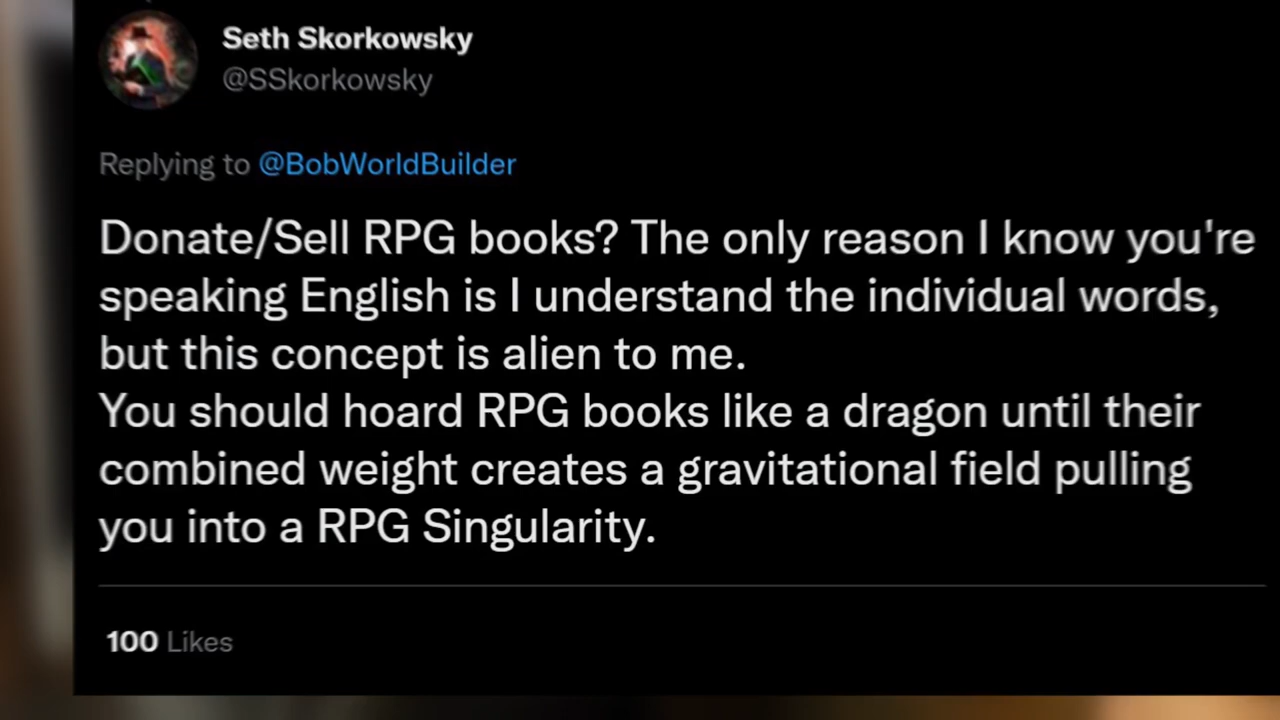 Seth Skorkowsky
@SSkorkowsky
Replying to @BobWorldBuilder
Donate/Sell RPG books? The only reason I know you're
speaking English is I understand the individual words,
but this concept is alien to me.
You should hoard RPG books like a dragon until their
combined weight creates a gravitational field pulling
you into a RPG Singularity.
100 Likes